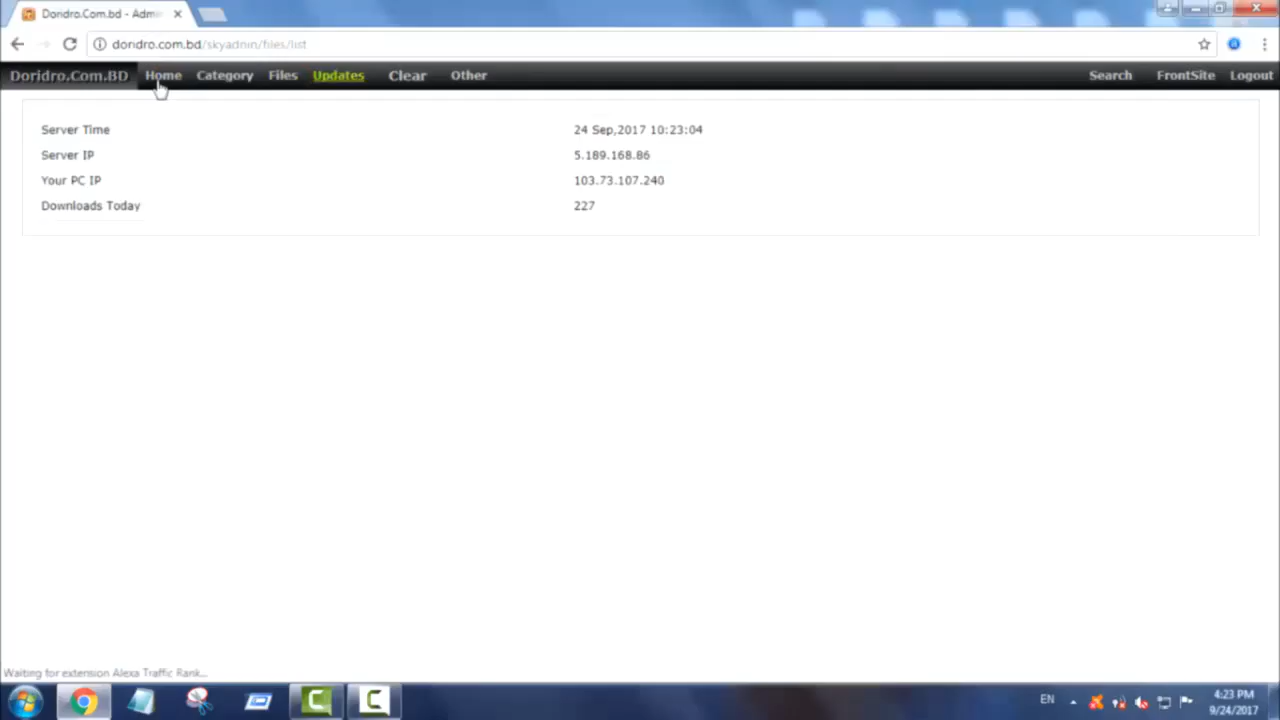 Doridro.Com.bd - Admi
doridro.com.bd/skyadnin/files/list
Doridro.Com.BD Home Category Files Updates Clear Other Search FrontSite Logout
Server Time 24 Sep,2017 10:23:04
Server IP 5.189.168.86
Your PC IP 103.73.107.240
Downloads Today 227
Waiting for extension Alexa Traffic Rank...
EN 4:23 PM
9/24/2017